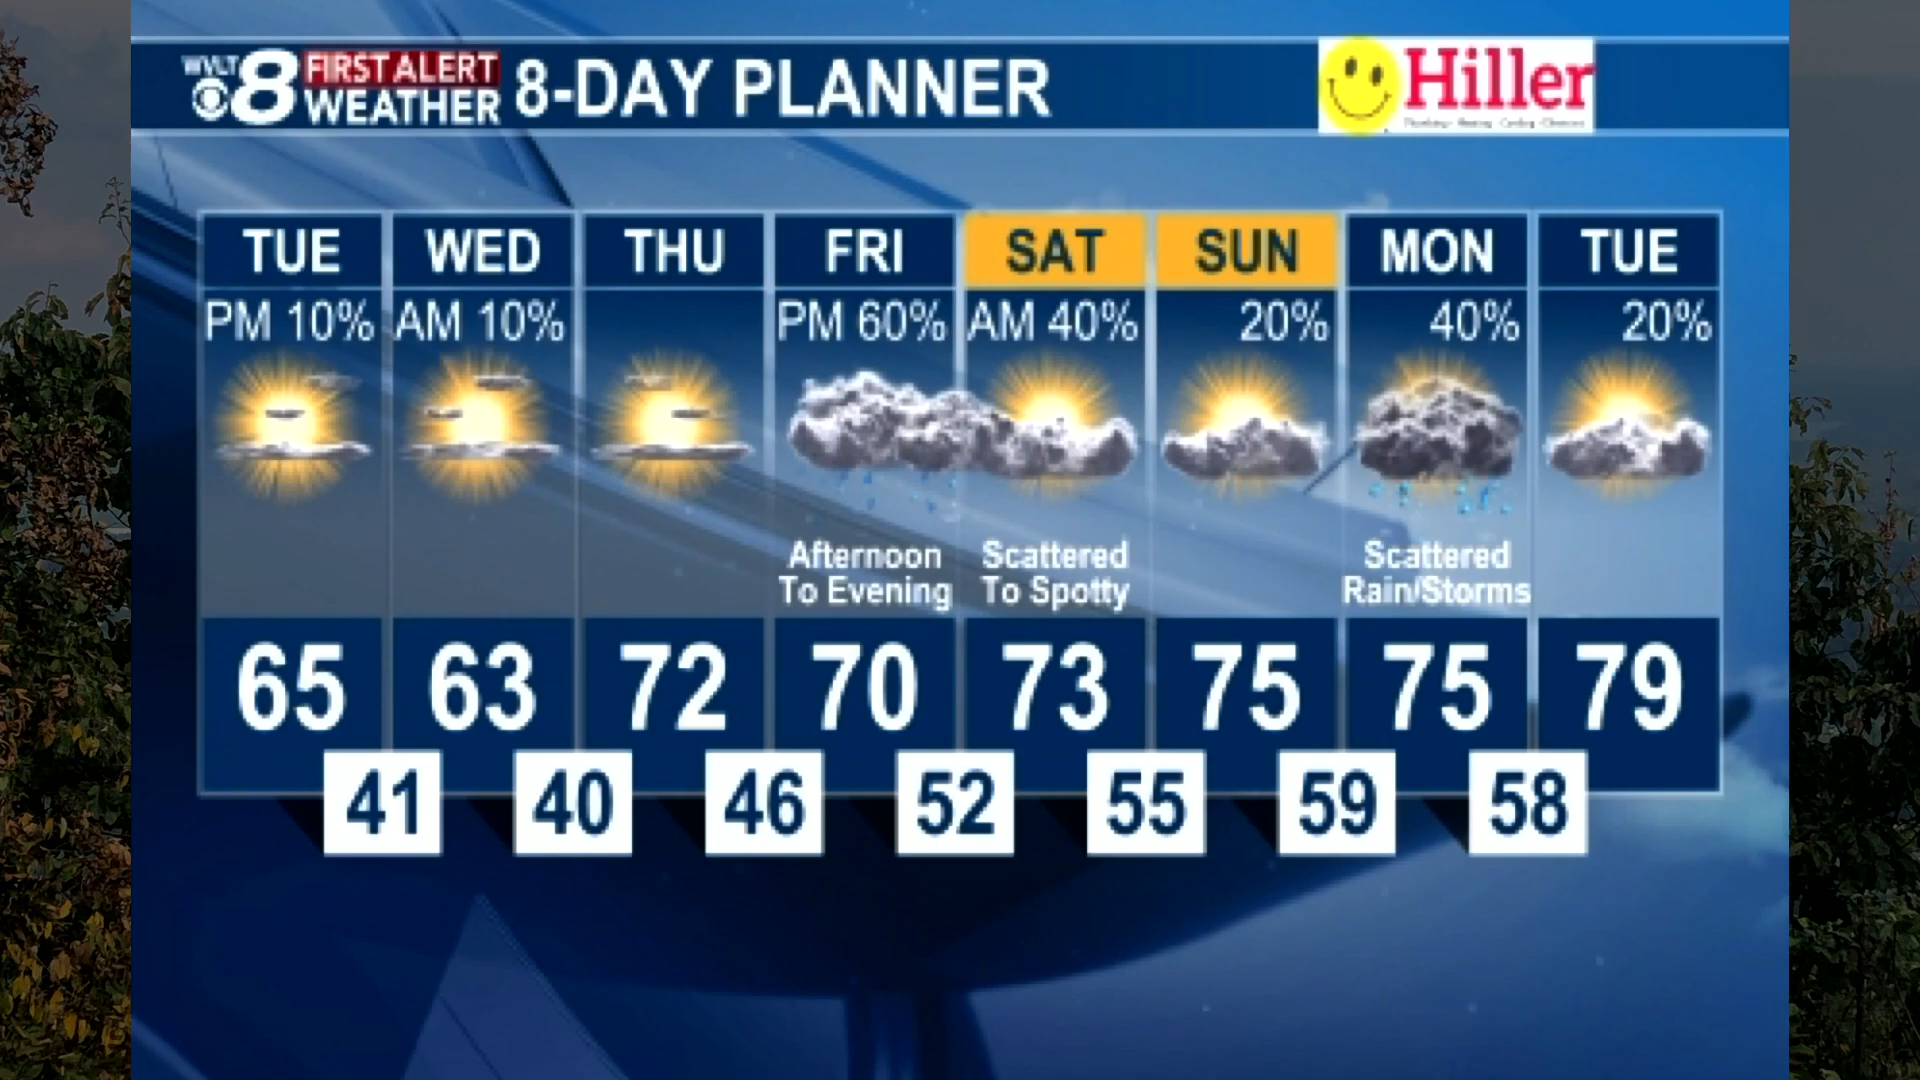 WVLT 8 FIRST ALERT WEATHER 8-DAY PLANNER
Hiller
TUE WED THU FRI SAT SUN MON TUE
PM 10% AM 10% PM 60% AM 40% 20% 40% 20%
Afternoon To Evening
Scattered To Spotty
Scattered Rain/Storms
65 63 72 70 73 75 75 79
41 40 46 52 55 59 58